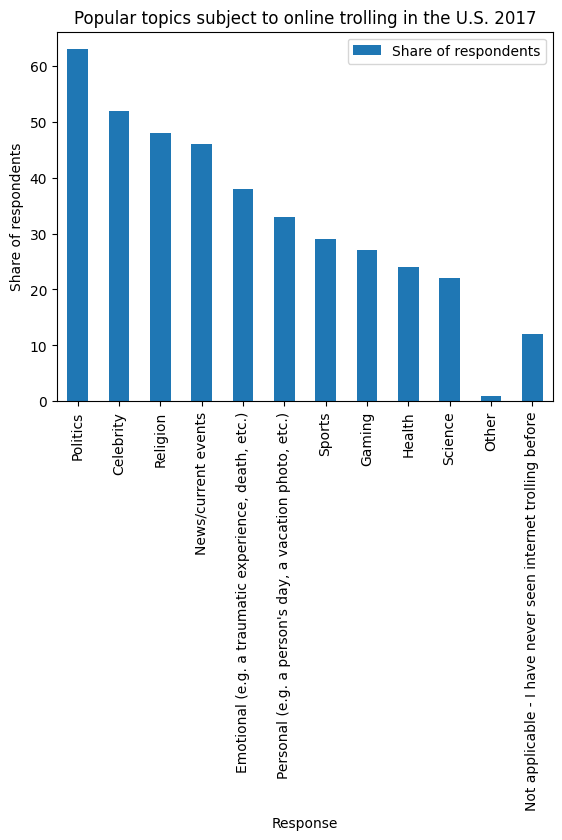 Popular topics subject to online trolling in the U.S. 2017
Share of respondents
Share of respondents
60
50
40
30
20
10
0
Politics
Celebrity
Religion
News/current events
Emotional (e.g. a traumatic experience, death, etc.)
Personal (e.g. a person's day, a vacation photo, etc.)
Sports
Gaming
Health
Science
Other
Not applicable - I have never seen internet trolling before
Response